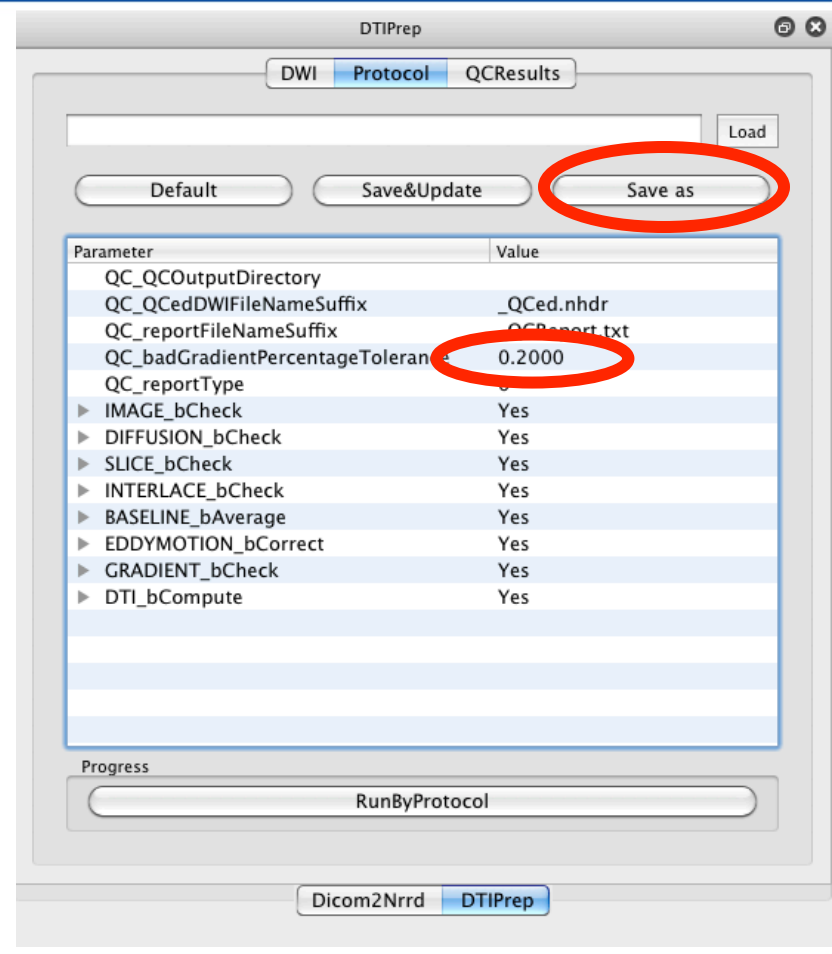 DTIPrep
DWI Protocol QCResults
Load
Default Save&Update Save as
Parameter Value
QC_QCOutputDirectory
QC_QCedDWIFileNameSuffix _QCed.nhdr
QC_reportFileNameSuffix _QCReport.txt
QC_badGradientPercentageTolerance 0.2000
QC_reportType
IMAGE_bCheck Yes
DIFFUSION_bCheck Yes
SLICE_bCheck Yes
INTERLACE_bCheck Yes
BASELINE_bAverage Yes
EDDYMOTION_bCorrect Yes
GRADIENT_bCheck Yes
DTI_bCompute Yes
Progress
RunByProtocol
Dicom2Nrrd DTIPrep